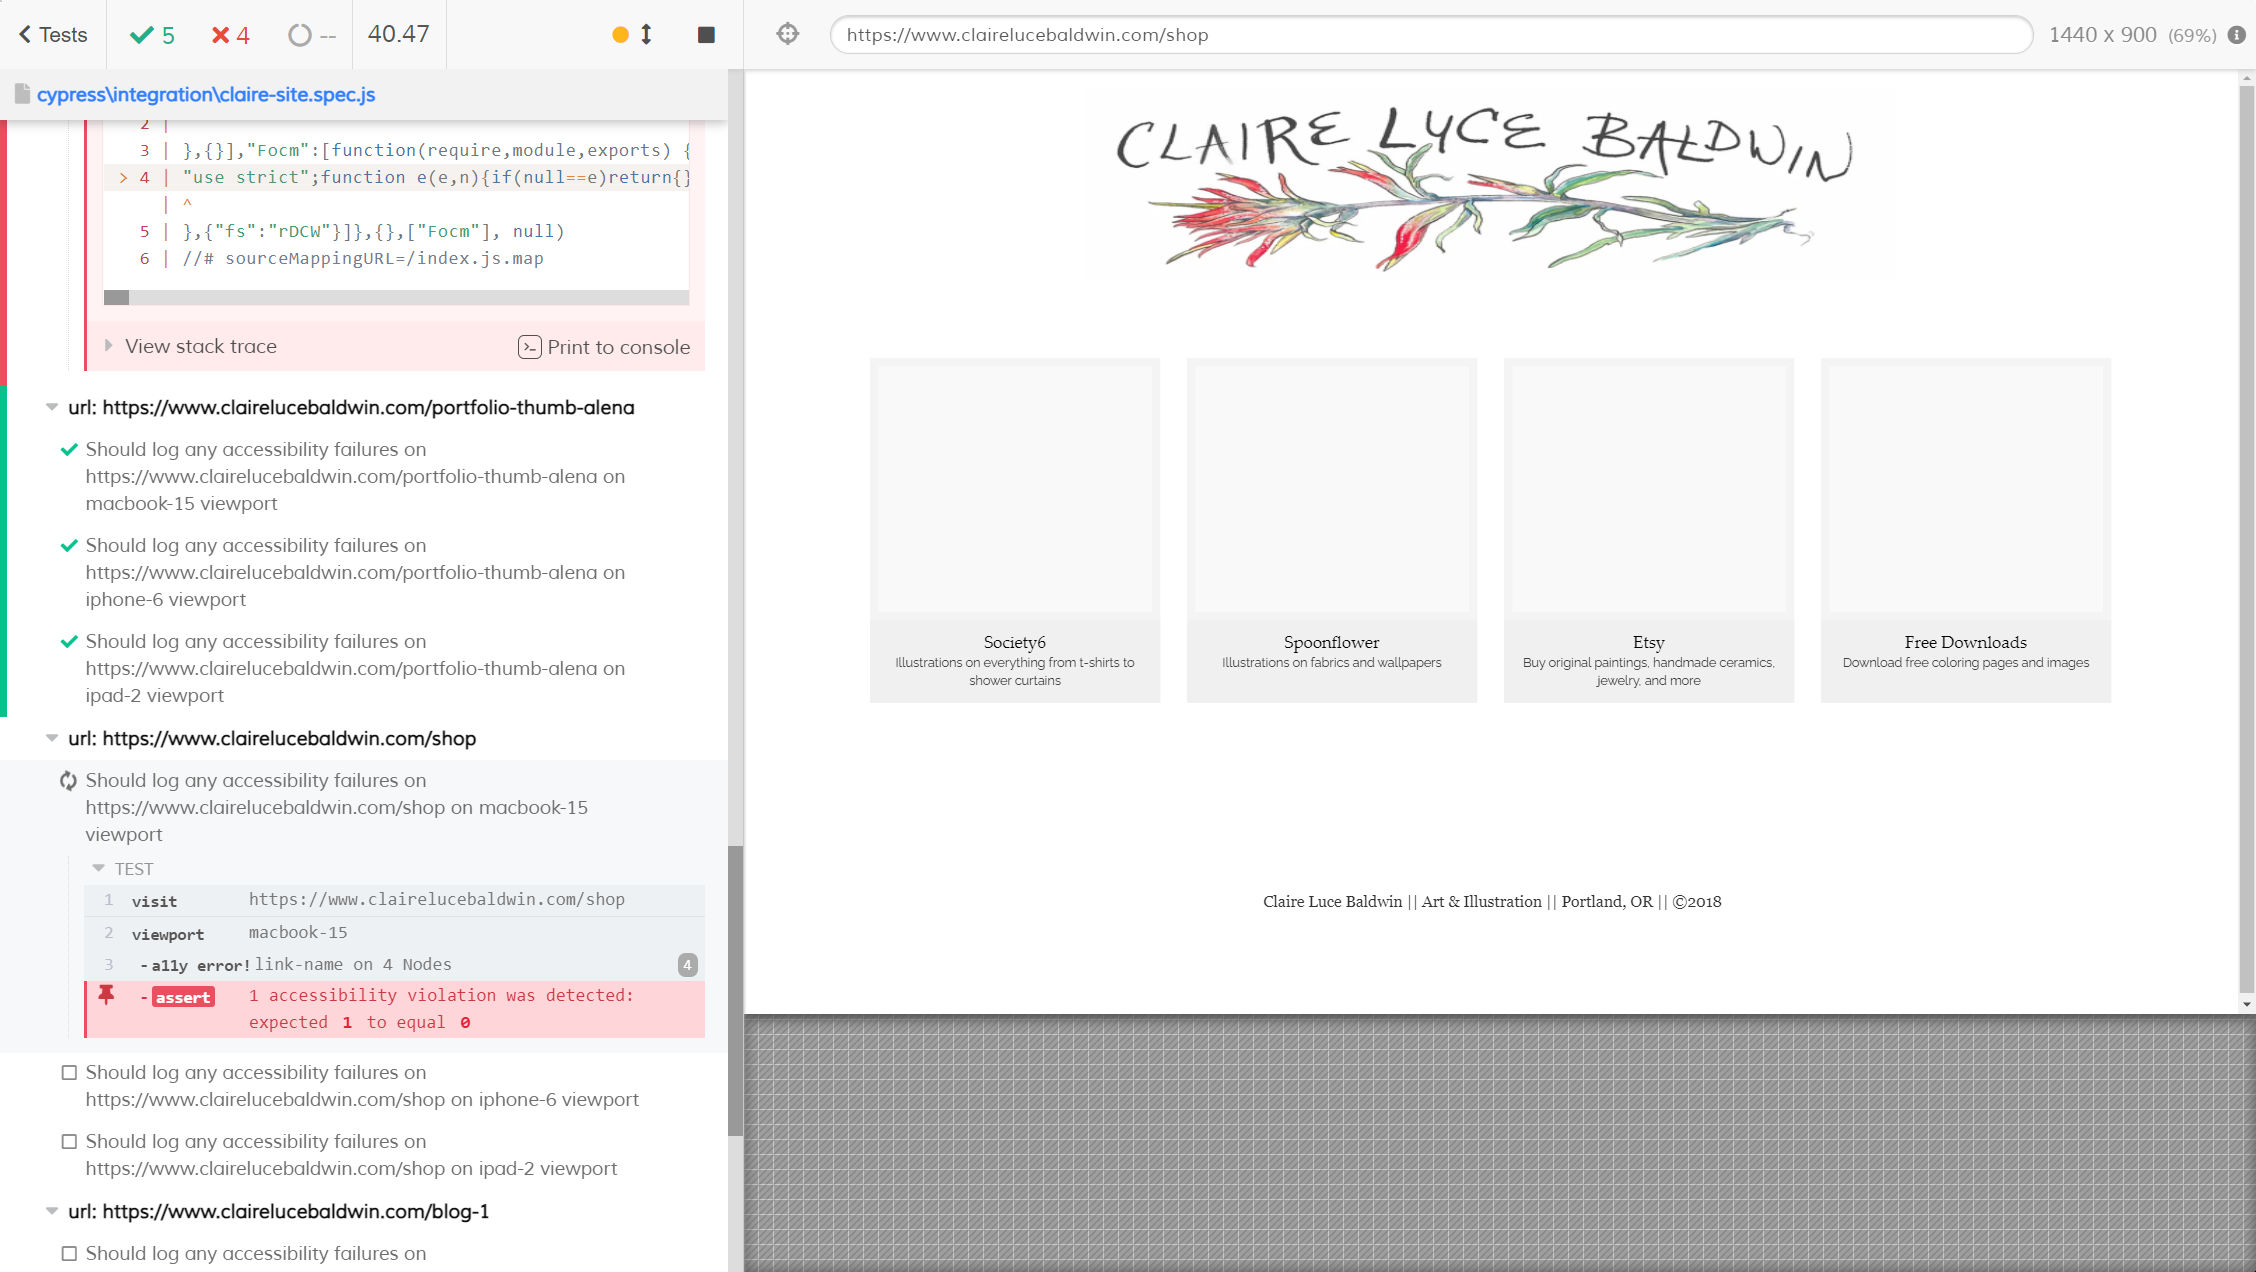 Tests
5
4
--
40.47
cypress\integration\claire-site.spec.js
2 |
3 | },{}],"Focm":[function(require,module,exports) {
> 4 | "use strict";function e(e,n){if(null==e)return{}
| ^
5 | },{"fs":"rDCW"}]},{},["Focm"], null)
6 | //# sourceMappingURL=/index.js.map
View stack trace
Print to console
url: https://www.clairelucebaldwin.com/portfolio-thumb-alena
Should log any accessibility failures on
https://www.clairelucebaldwin.com/portfolio-thumb-alena on
macbook-15 viewport
Should log any accessibility failures on
https://www.clairelucebaldwin.com/portfolio-thumb-alena on
iphone-6 viewport
Should log any accessibility failures on
https://www.clairelucebaldwin.com/portfolio-thumb-alena on
ipad-2 viewport
url: https://www.clairelucebaldwin.com/shop
Should log any accessibility failures on
https://www.clairelucebaldwin.com/shop on macbook-15
viewport
TEST
1 visit https://www.clairelucebaldwin.com/shop
2 viewport macbook-15
3 -a11y error! link-name on 4 Nodes 4
-assert 1 accessibility violation was detected:
expected 1 to equal 0
Should log any accessibility failures on
https://www.clairelucebaldwin.com/shop on iphone-6 viewport
Should log any accessibility failures on
https://www.clairelucebaldwin.com/shop on ipad-2 viewport
url: https://www.clairelucebaldwin.com/blog-1
Should log any accessibility failures on
https://www.clairelucebaldwin.com/shop
1440 x 900 (69%)
CLAIRE LUCE BALDWIN
Society6
Illustrations on everything from t-shirts to
shower curtains
Spoonflower
Illustrations on fabrics and wallpapers
Etsy
Buy original paintings, handmade ceramics,
jewelry, and more
Free Downloads
Download free coloring pages and images
Claire Luce Baldwin || Art & Illustration || Portland, OR || ©2018